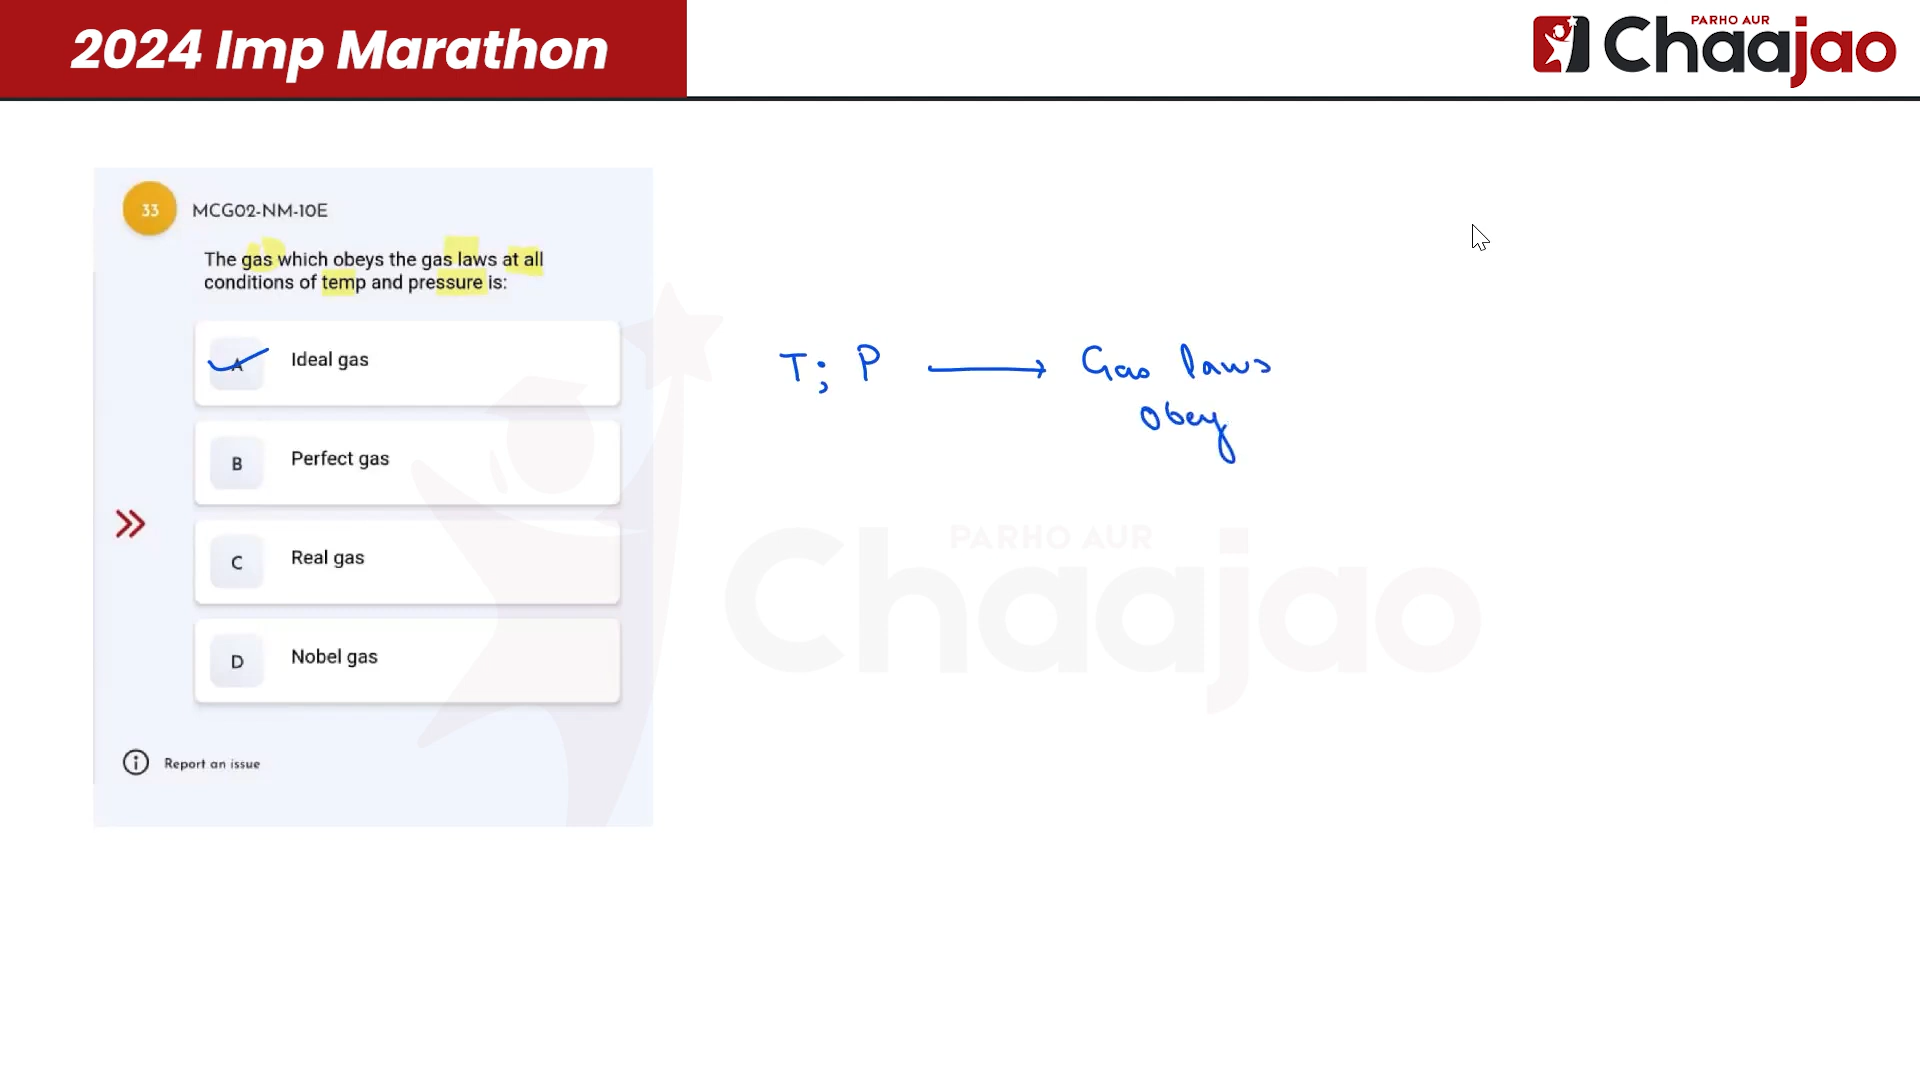 2024 Imp Marathon
PARHO AUR
Chaajao
33
MCG02-NM-10E
The gas which obeys the gas laws at all
conditions of temp and pressure is:
A
Ideal gas
B
Perfect gas
C
Real gas
D
Nobel gas
Report an issue
T; P → Gas laws
obey
PARHO AUR
Chaajao